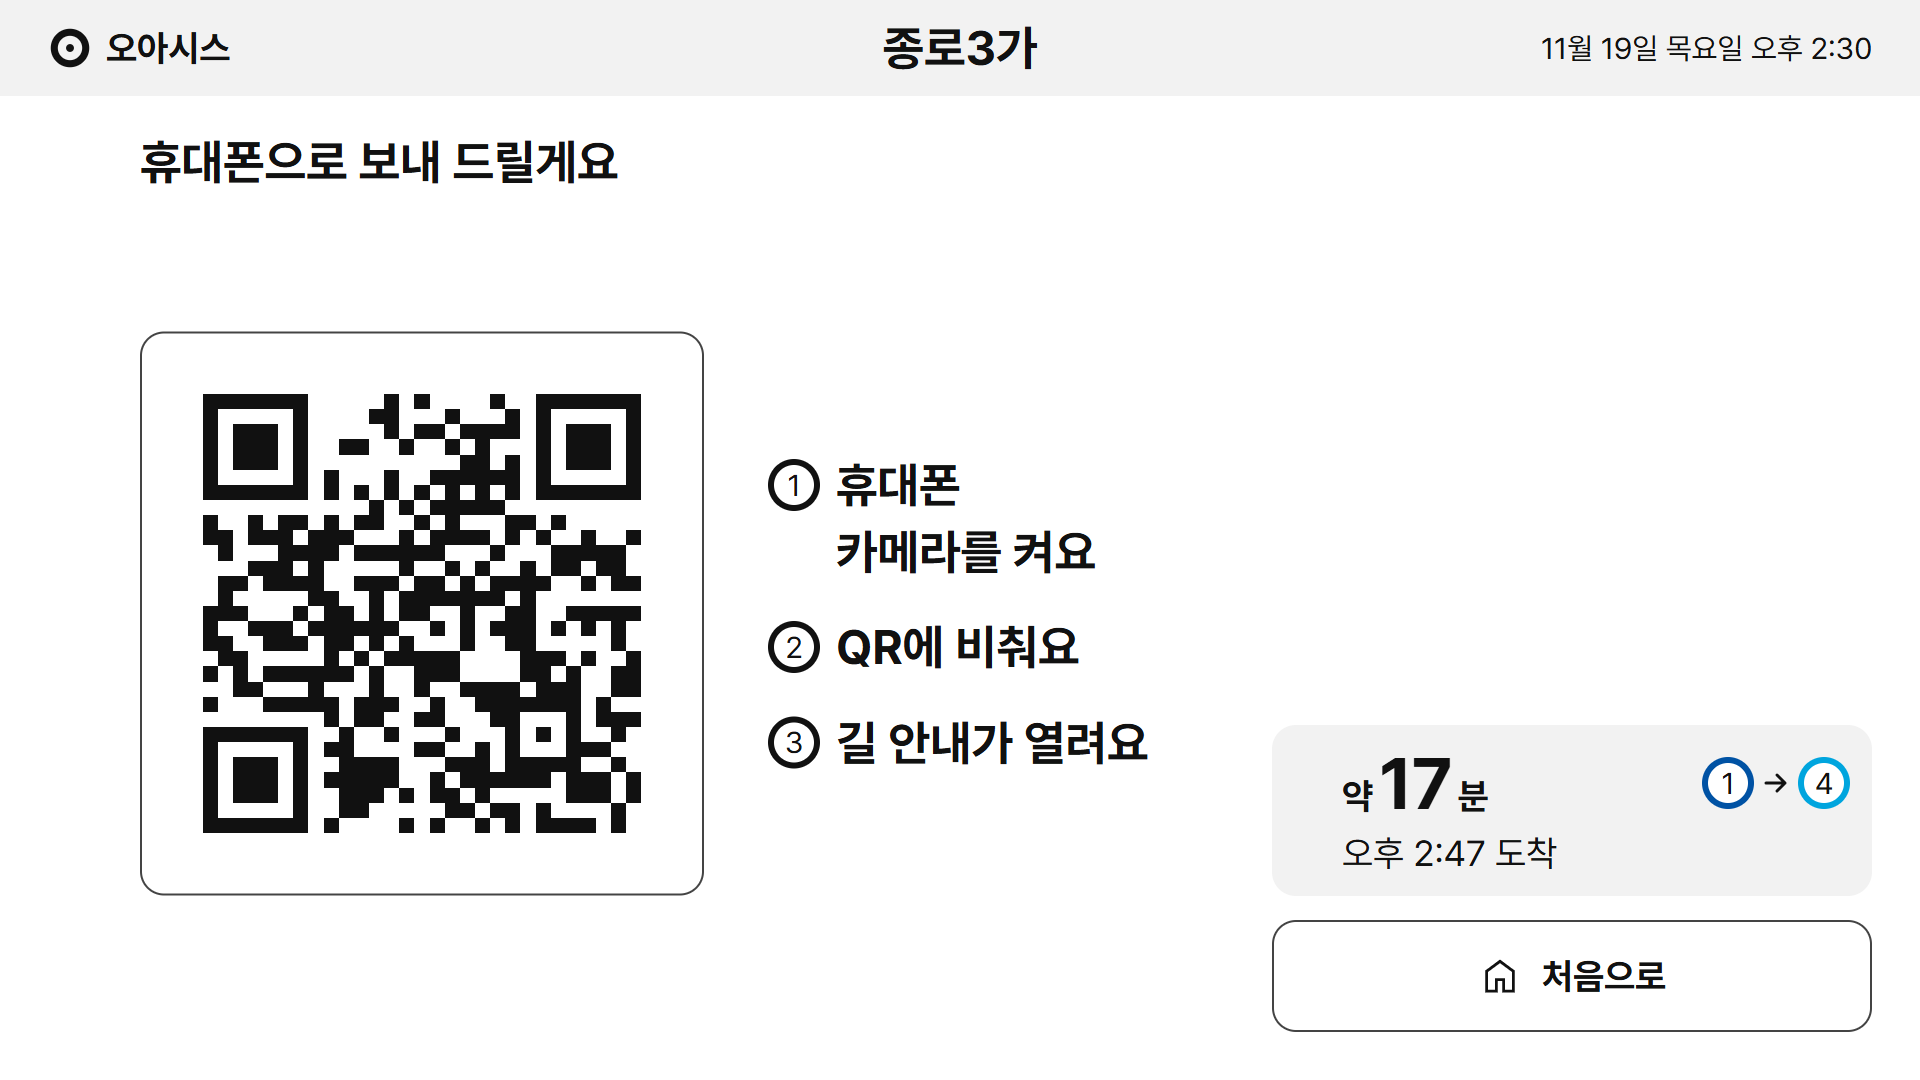 오아시스
종로3가
11월 19일 목요일 오후 2:30
휴대폰으로 보내 드릴게요
1 휴대폰
카메라를 켜요
2 QR에 비춰요
3 길 안내가 열려요
약 17 분
1 → 4
오후 2:47 도착
처음으로